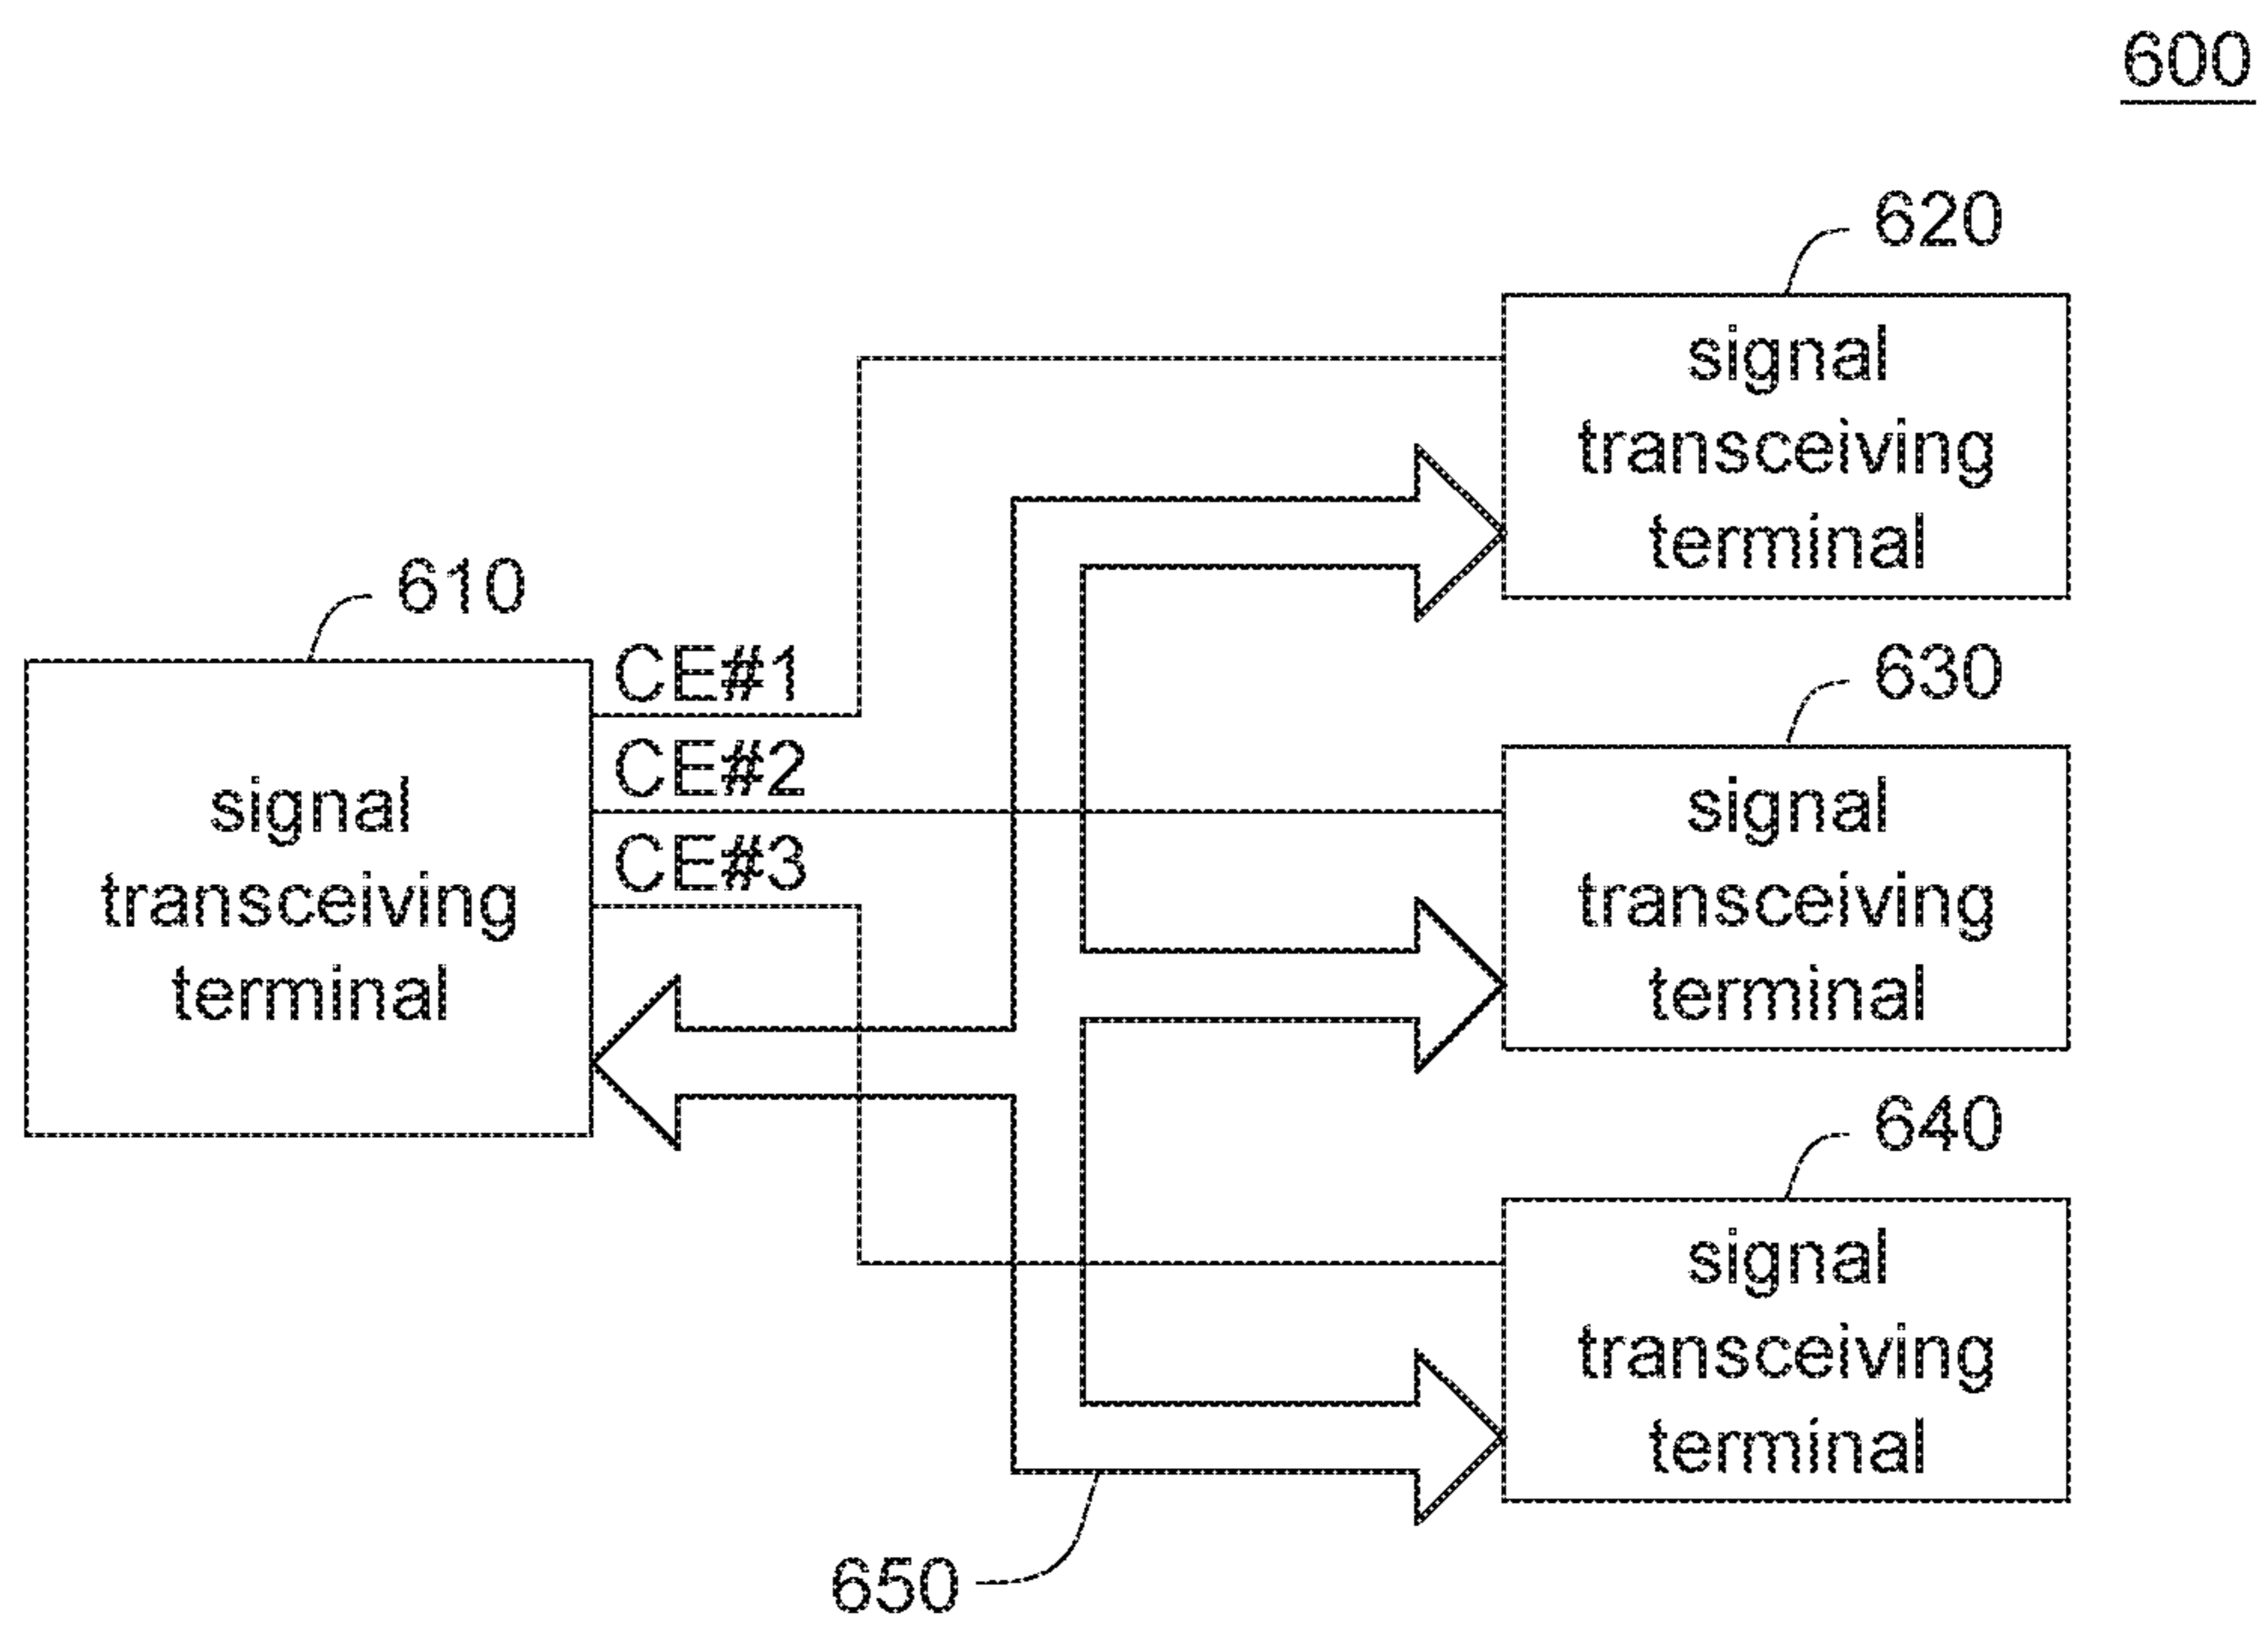 600
620
signal
transceiving
terminal
610
CE#1
CE#2
CE#3
signal
transceiving
terminal
630
signal
transceiving
terminal
640
signal
transceiving
terminal
650